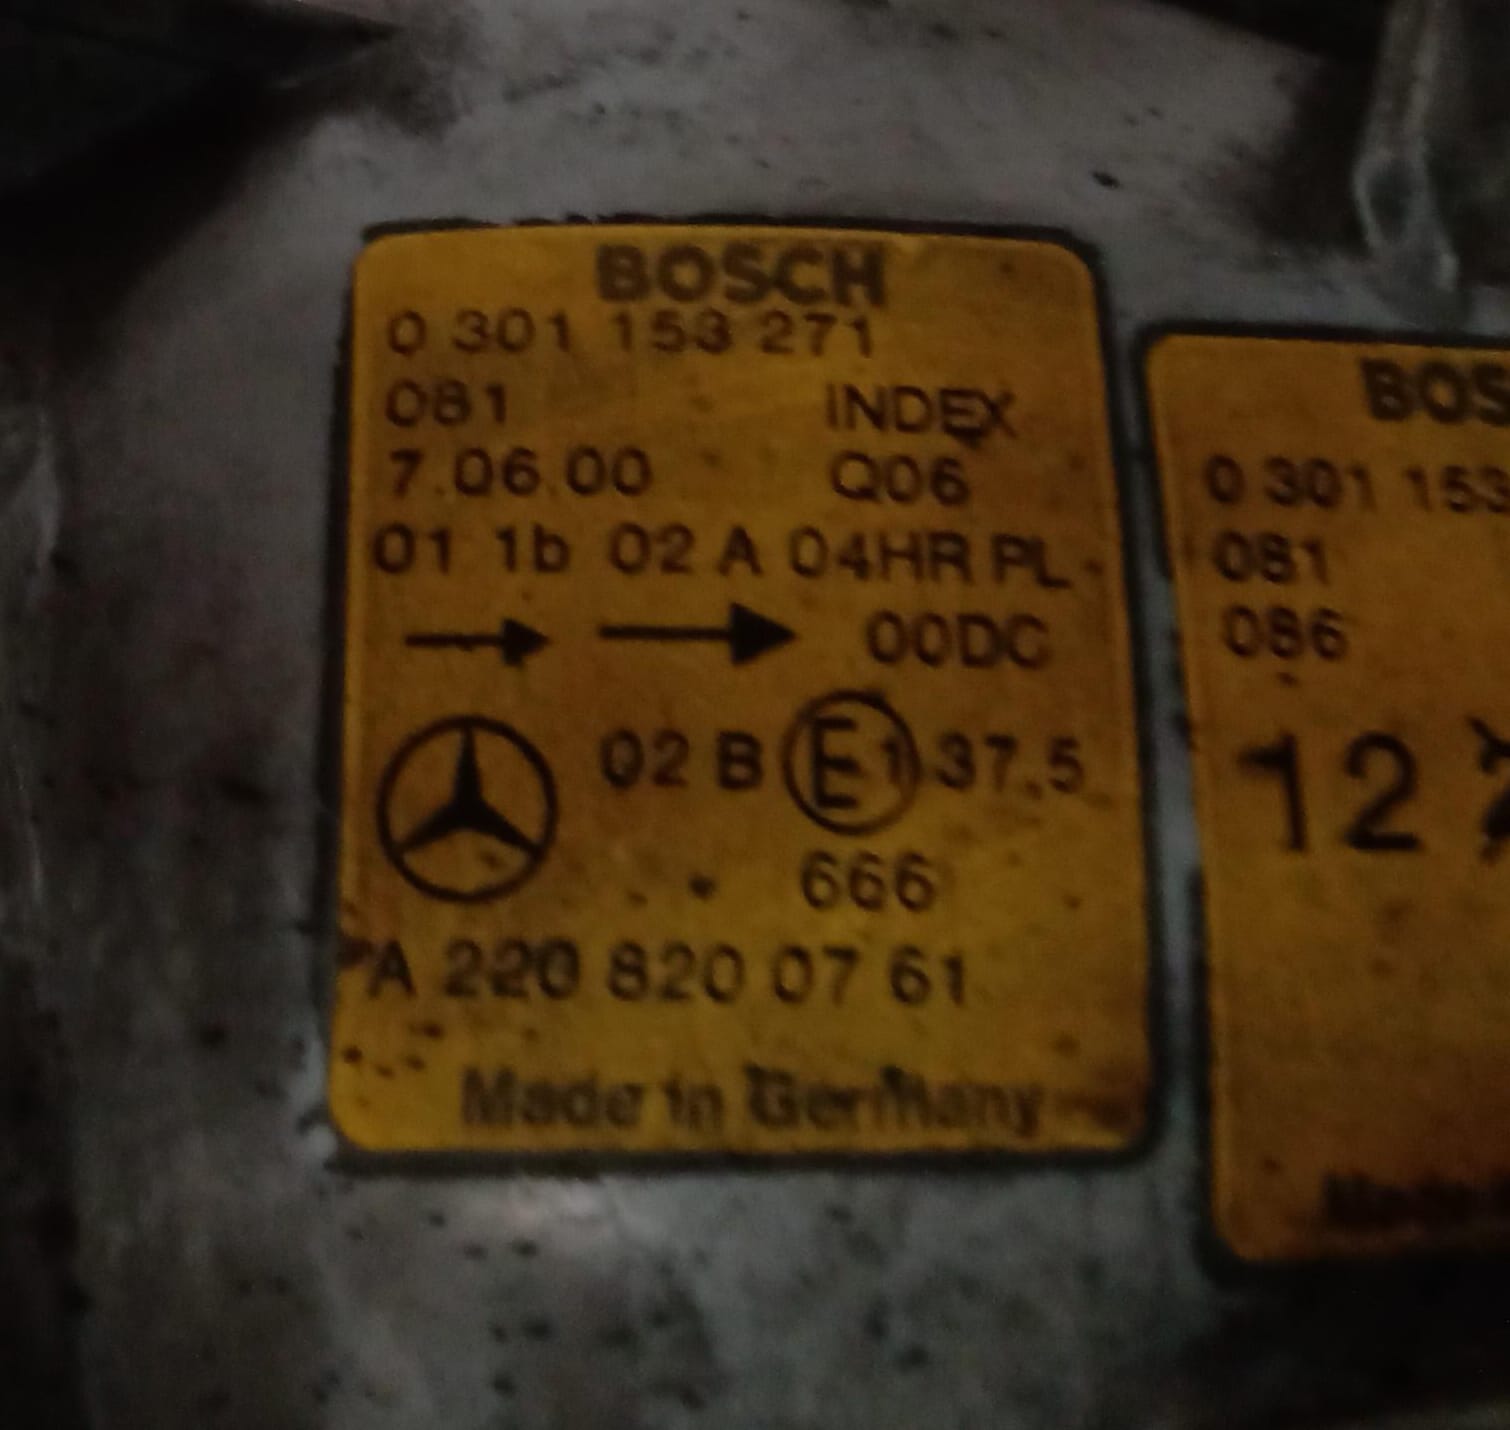 BOSCH
0 301 153 271
081 INDEX
7.06.00 Q06
01 1b 02 A 04HR PL
00DC
02 B E1 37.5
666
A 220 820 07 61
Made in Germany
BOS
0 301 153
081
086
12